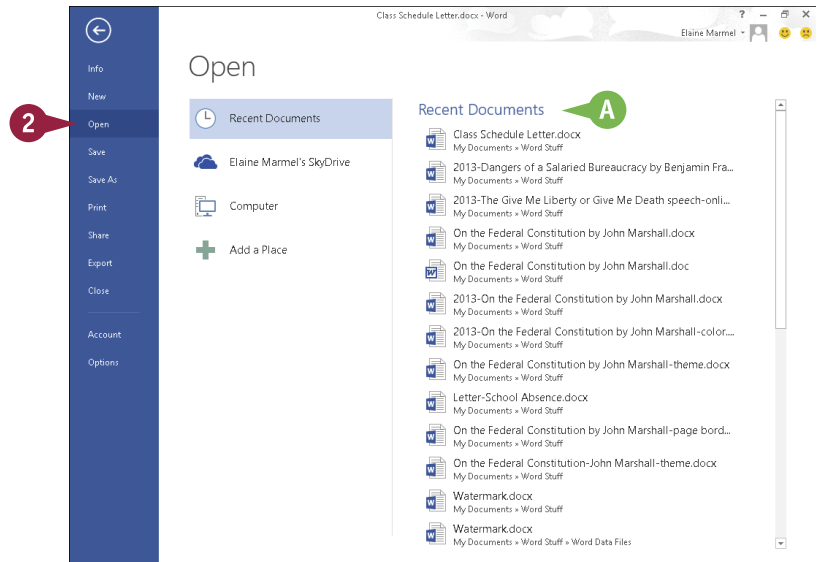 Class Schedule Letter.docx - Word
?
Elaine Marmel
Info
New
2
Open
Save
Save As
Print
Share
Export
Close
Account
Options
Open
Recent Documents
Elaine Marmel's SkyDrive
Computer
Add a Place
Recent Documents
A
Class Schedule Letter.docx
My Documents » Word Stuff
2013-Dangers of a Salaried Bureaucracy by Benjamin Fra...
My Documents » Word Stuff
2013-The Give Me Liberty or Give Me Death speech-onli...
My Documents » Word Stuff
On the Federal Constitution by John Marshall.docx
My Documents » Word Stuff
On the Federal Constitution by John Marshall.doc
My Documents » Word Stuff
2013-On the Federal Constitution by John Marshall.docx
My Documents » Word Stuff
2013-On the Federal Constitution by John Marshall-color....
My Documents » Word Stuff
On the Federal Constitution by John Marshall-theme.docx
My Documents » Word Stuff
Letter-School Absence.docx
My Documents » Word Stuff
On the Federal Constitution by John Marshall-page bord...
My Documents » Word Stuff
On the Federal Constitution-John Marshall-theme.docx
My Documents » Word Stuff
Watermark.docx
My Documents » Word Stuff
Watermark.docx
My Documents » Word Stuff » Word Data Files